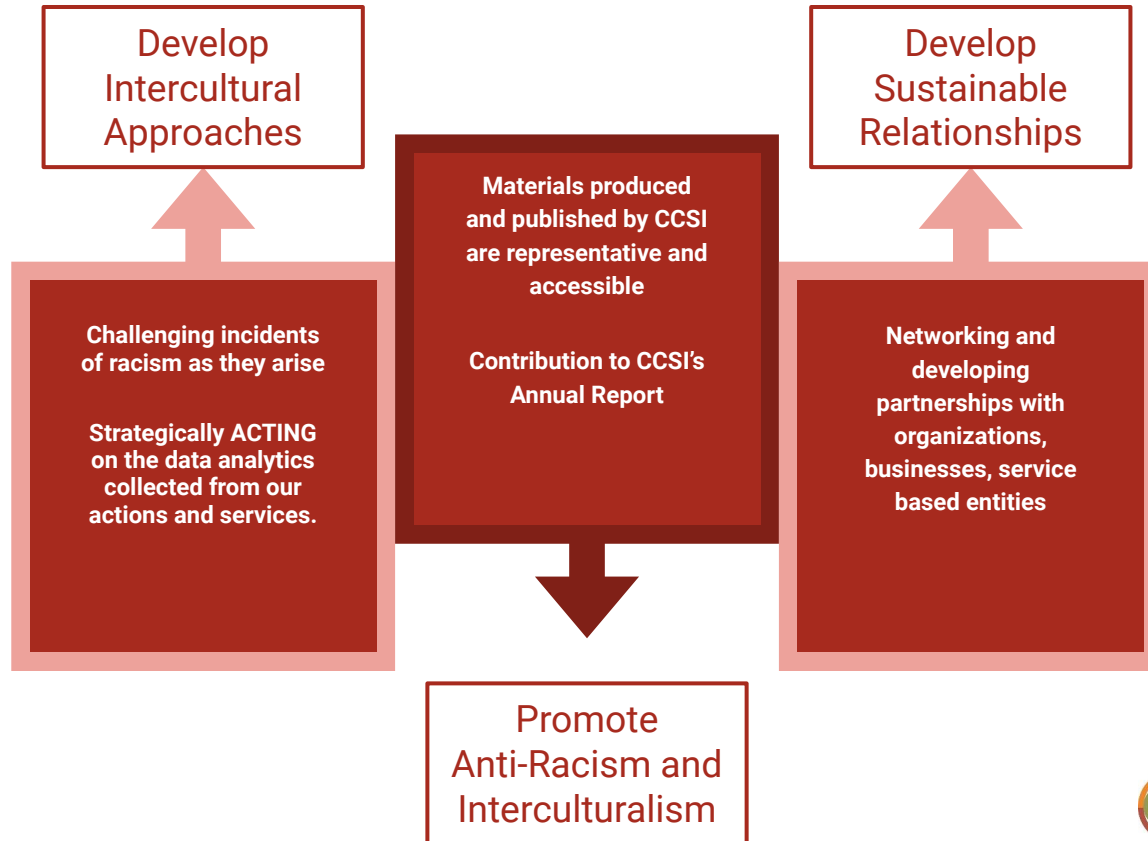 Develop
Intercultural
Approaches
Challenging incidents
of racism as they arise
Strategically ACTING
on the data analytics
collected from our
actions and services.
Materials produced
and published by CCSI
are representative and
accessible
Contribution to CCSI’s
Annual Report
Promote
Anti-Racism and
Interculturalism
Develop
Sustainable
Relationships
Networking and
developing
partnerships with
organizations,
businesses, service
based entities